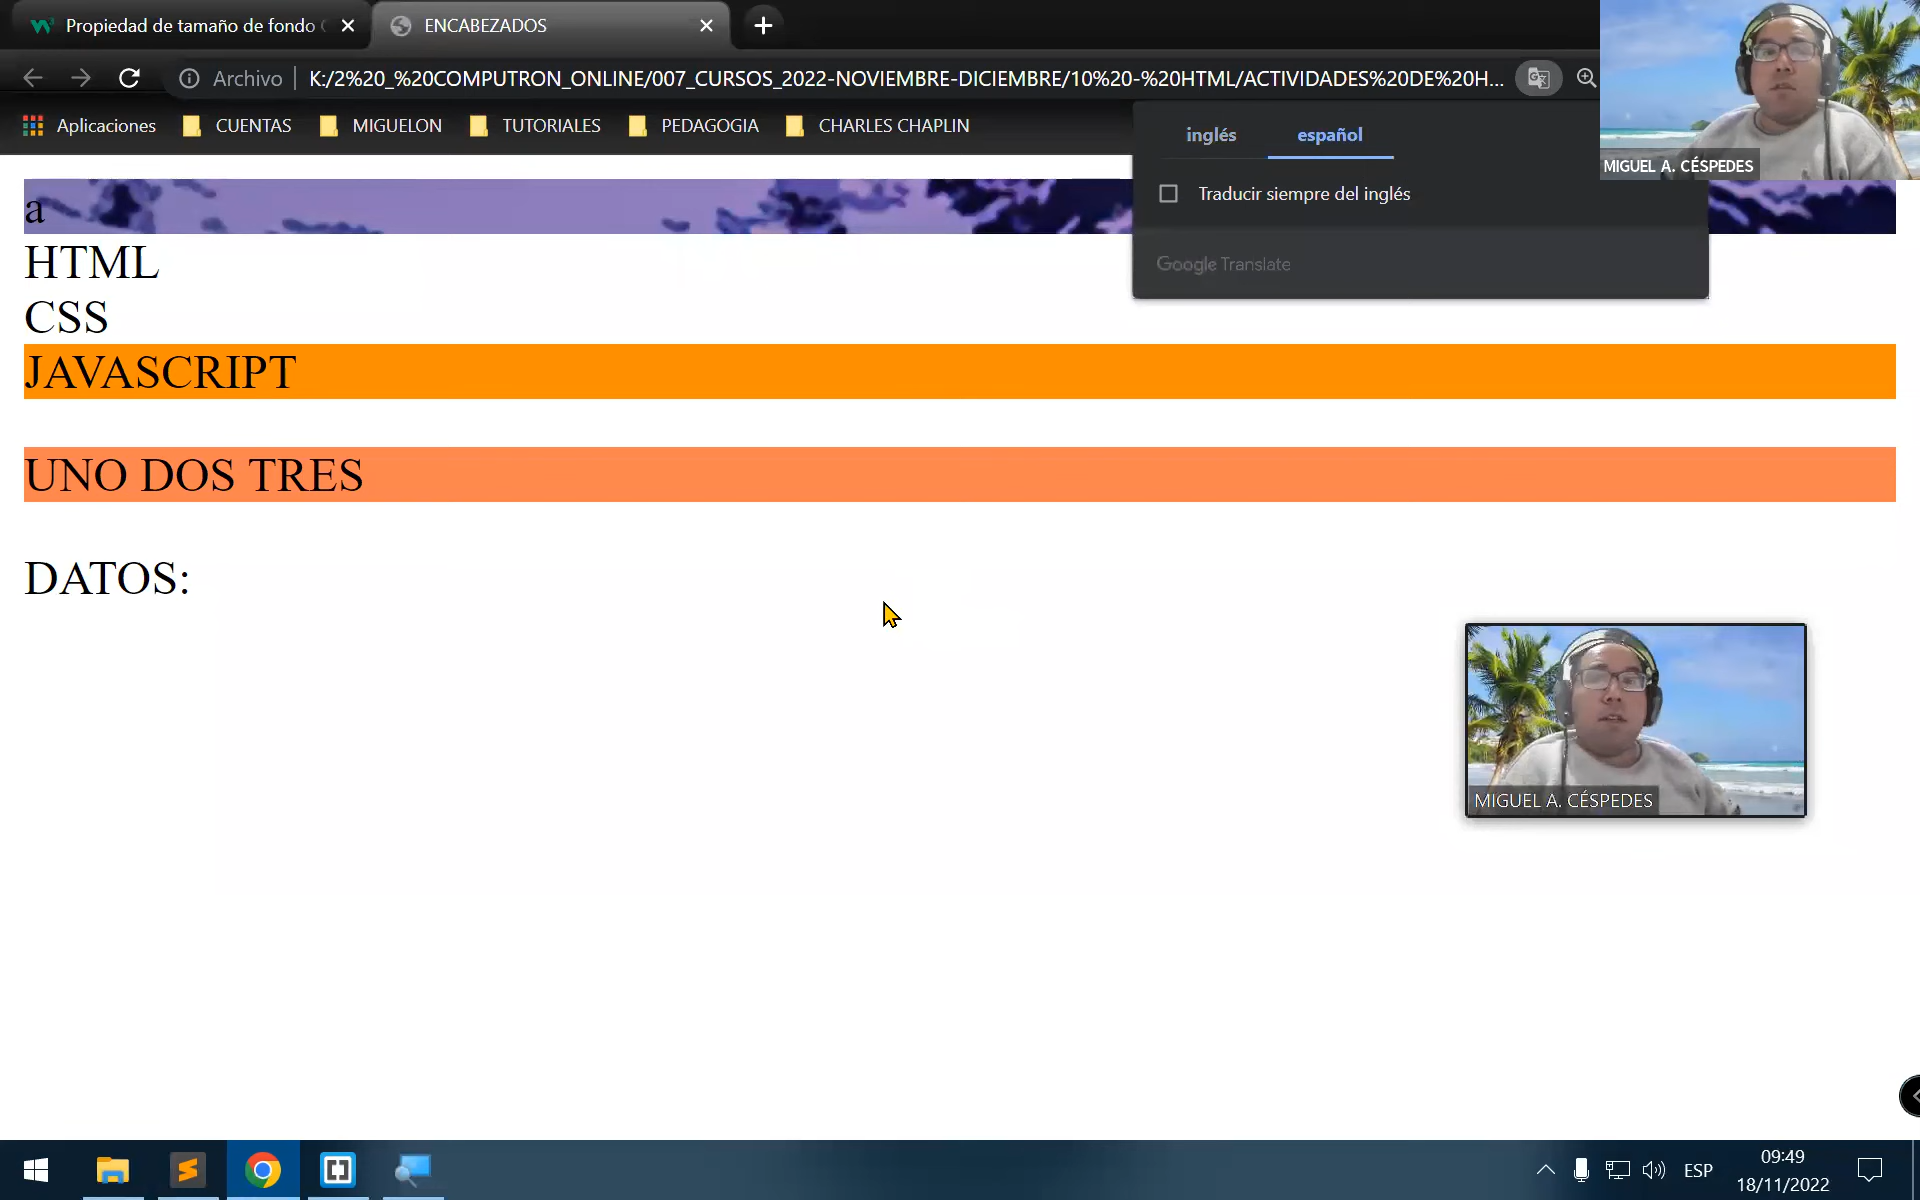 Propiedad de tamaño de fondo
ENCABEZADOS
Archivo
K:/2%20_%20COMPUTRON_ONLINE/007_CURSOS_2022-NOVIEMBRE-DICIEMBRE/10%20-%20HTML/ACTIVIDADES%20DE%20H...
Aplicaciones CUENTAS MIGUELON TUTORIALES PEDAGOGIA CHARLES CHAPLIN
inglés español
MIGUEL A. CÉSPEDES
Traducir siempre del inglés
a
Google Translate
HTML
CSS
JAVASCRIPT
UNO DOS TRES
DATOS:
MIGUEL A. CÉSPEDES
ESP
09:49
18/11/2022